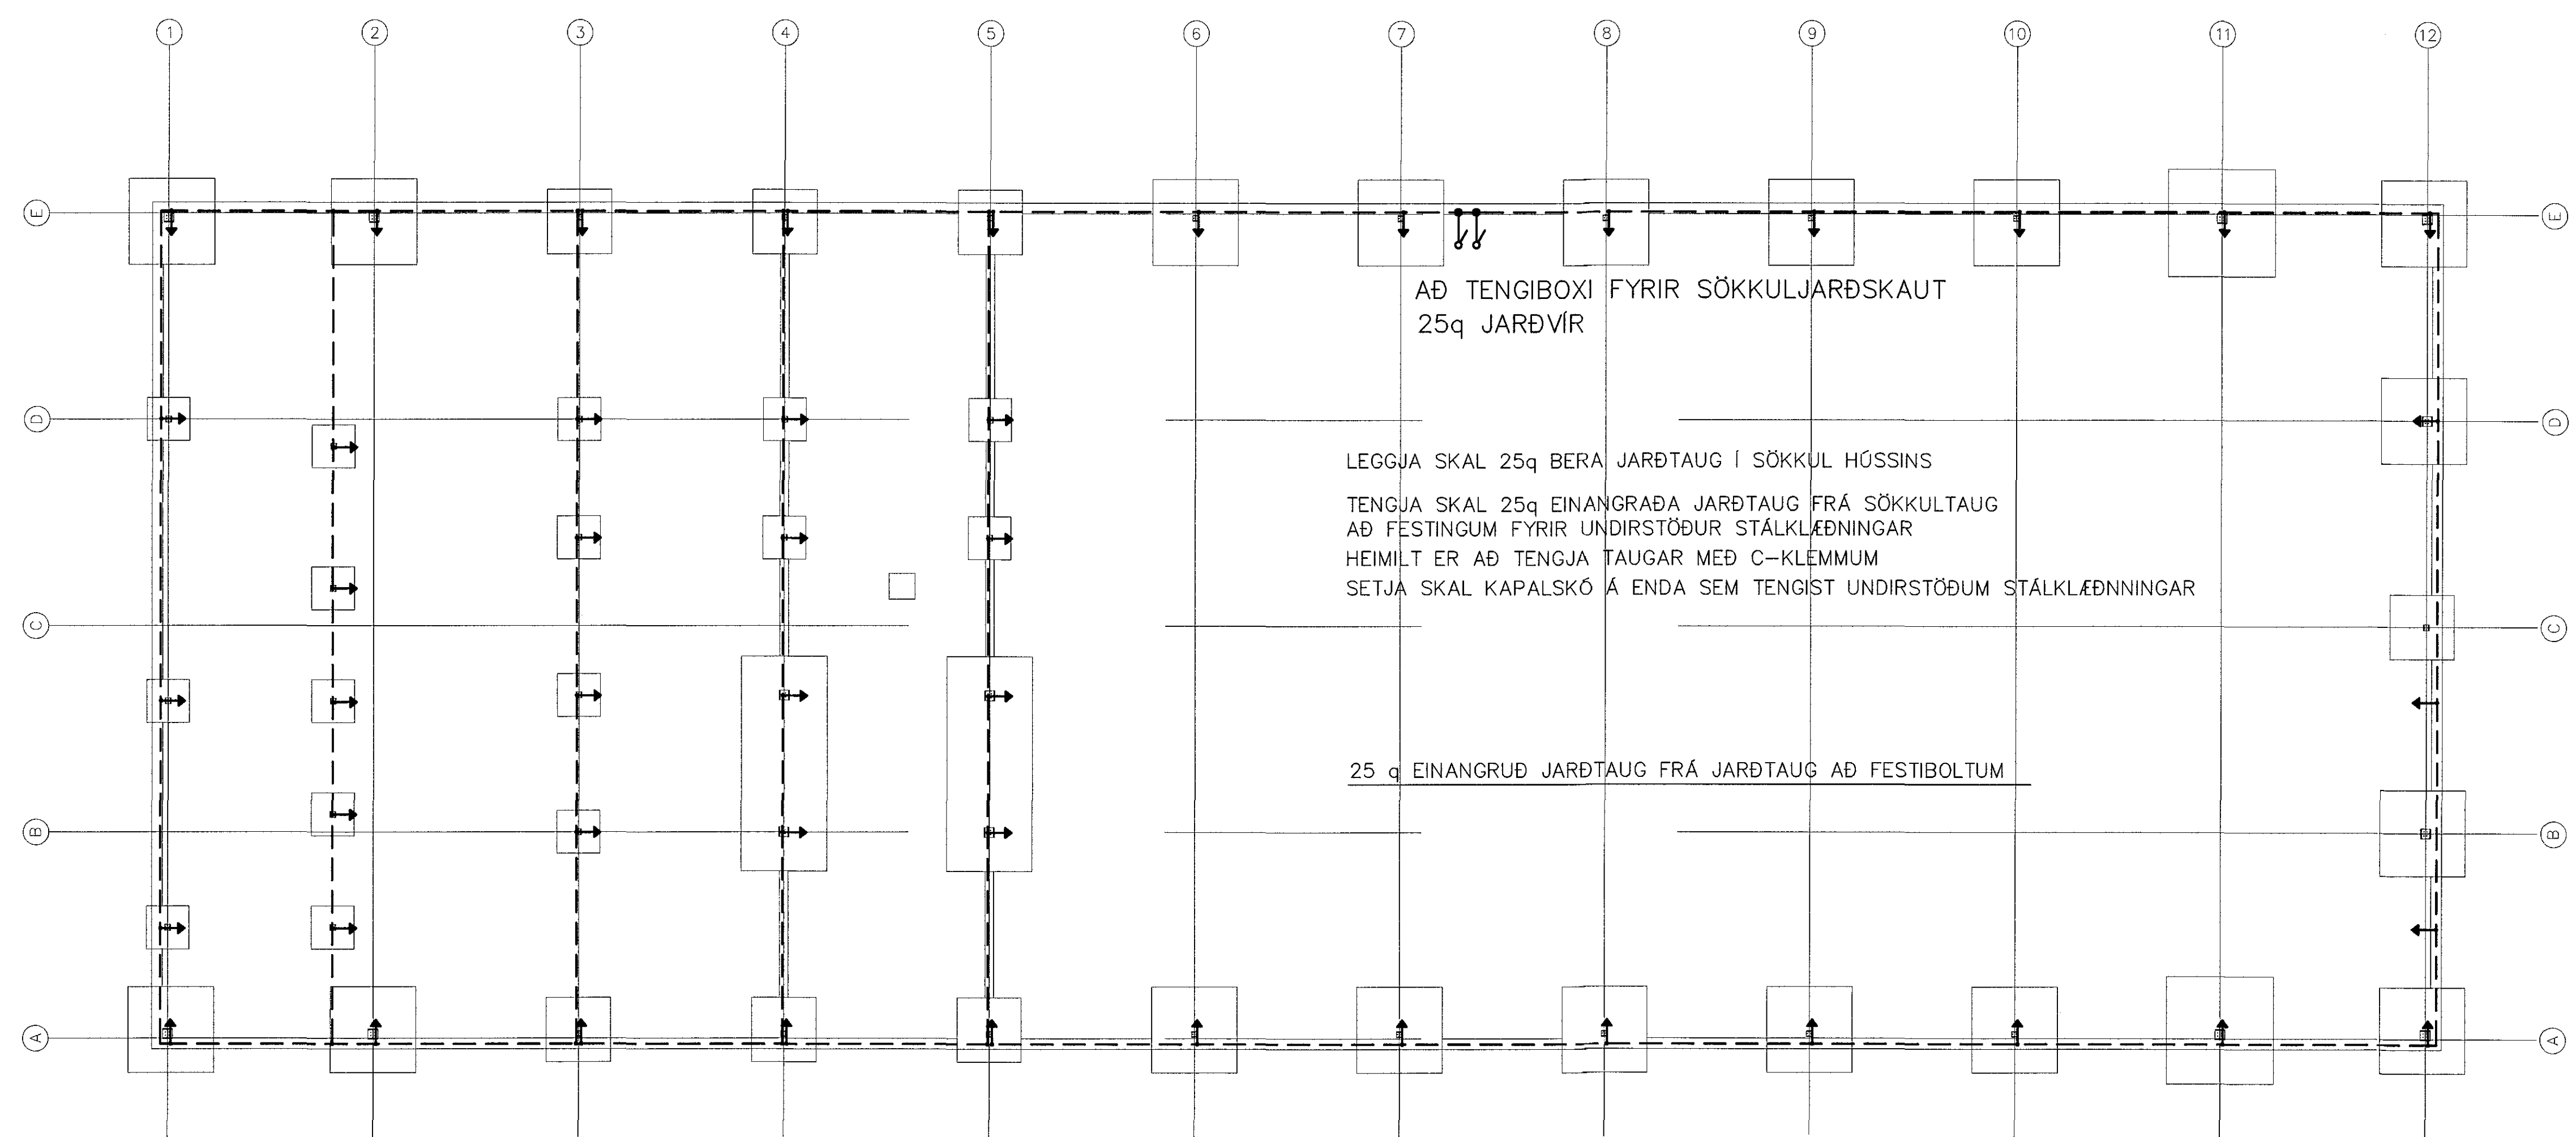 1 2 3 4 5 6 7 8 9 10 11 12
E E
AÐ TENGIBOXI FYRIR SÖKKULJARÐSKAUT
25q JARÐVÍR
D D
LEGGJA SKAL 25q BERA JARÐTAUG Í SÖKKUL HÚSSINS
TENGJA SKAL 25q EINANGRAÐA JARÐTAUG FRÁ SÖKKULTAUG
AÐ FESTINGUM FYRIR UNDIRSTÖÐUR STÁLKLÆÐNINGAR
HEIMILT ER AÐ TENGJA TAUGAR MEÐ C-KLEMMUM
SETJA SKAL KAPALSKÓ Á ENDA SEM TENGIST UNDIRSTÖÐUM STÁLKLÆÐNNINGAR
C C
25 q EINANGRUÐ JARÐTAUG FRÁ JARÐTAUG AÐ FESTIBOLTUM
B B
A A